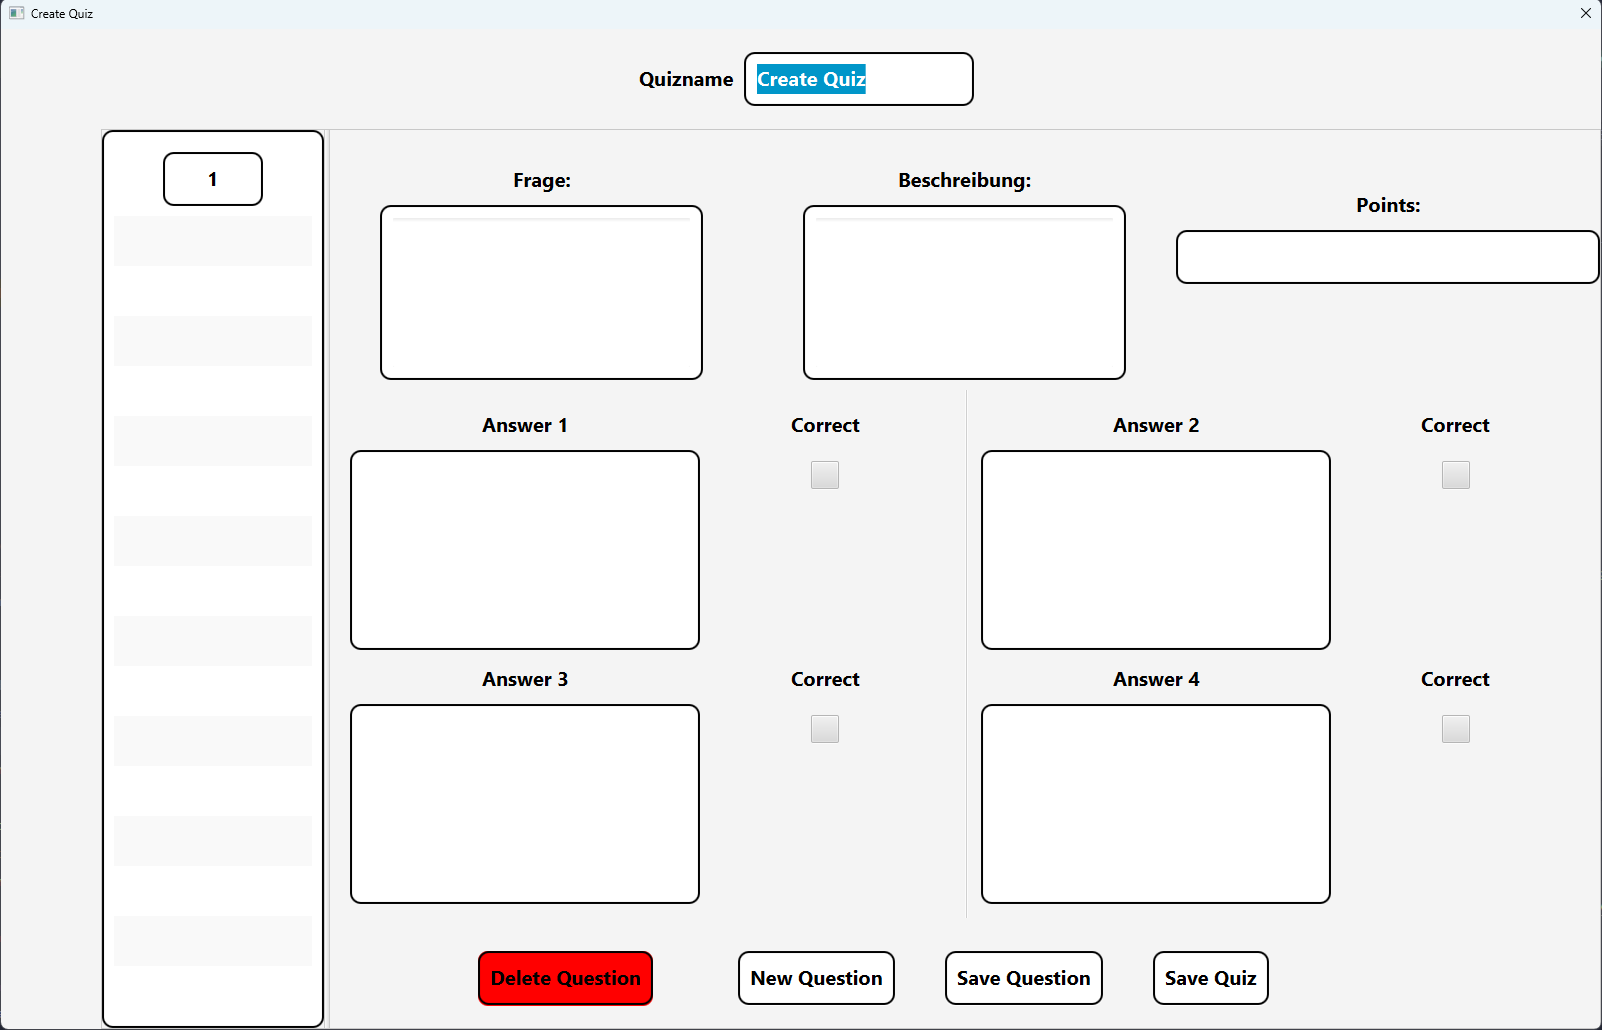 Create Quiz
Quizname Create Quiz
1
Frage:
Beschreibung:
Points:
Answer 1
Correct
Answer 2
Correct
Answer 3
Correct
Answer 4
Correct
Delete Question
New Question
Save Question
Save Quiz